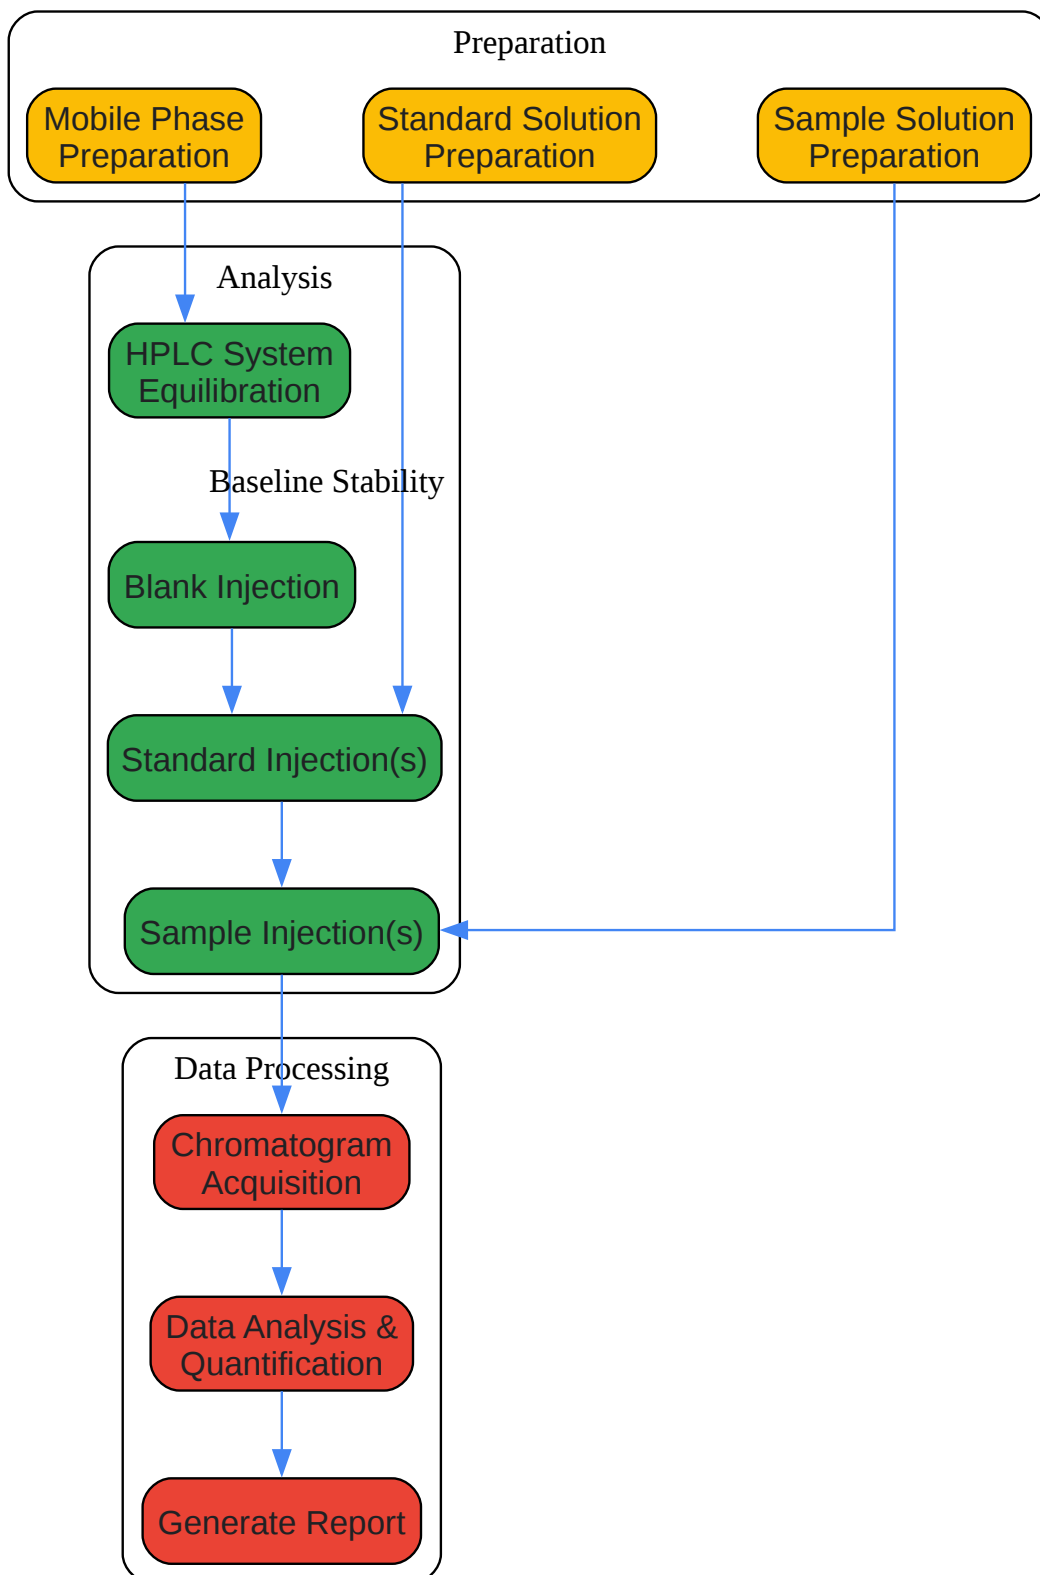 Preparation
Mobile Phase
Preparation
Standard Solution
Preparation
Sample Solution
Preparation
Analysis
HPLC System
Equilibration
Baseline Stability
Blank Injection
Standard Injection(s)
Sample Injection(s)
Data Processing
Chromatogram
Acquisition
Data Analysis &
Quantification
Generate Report